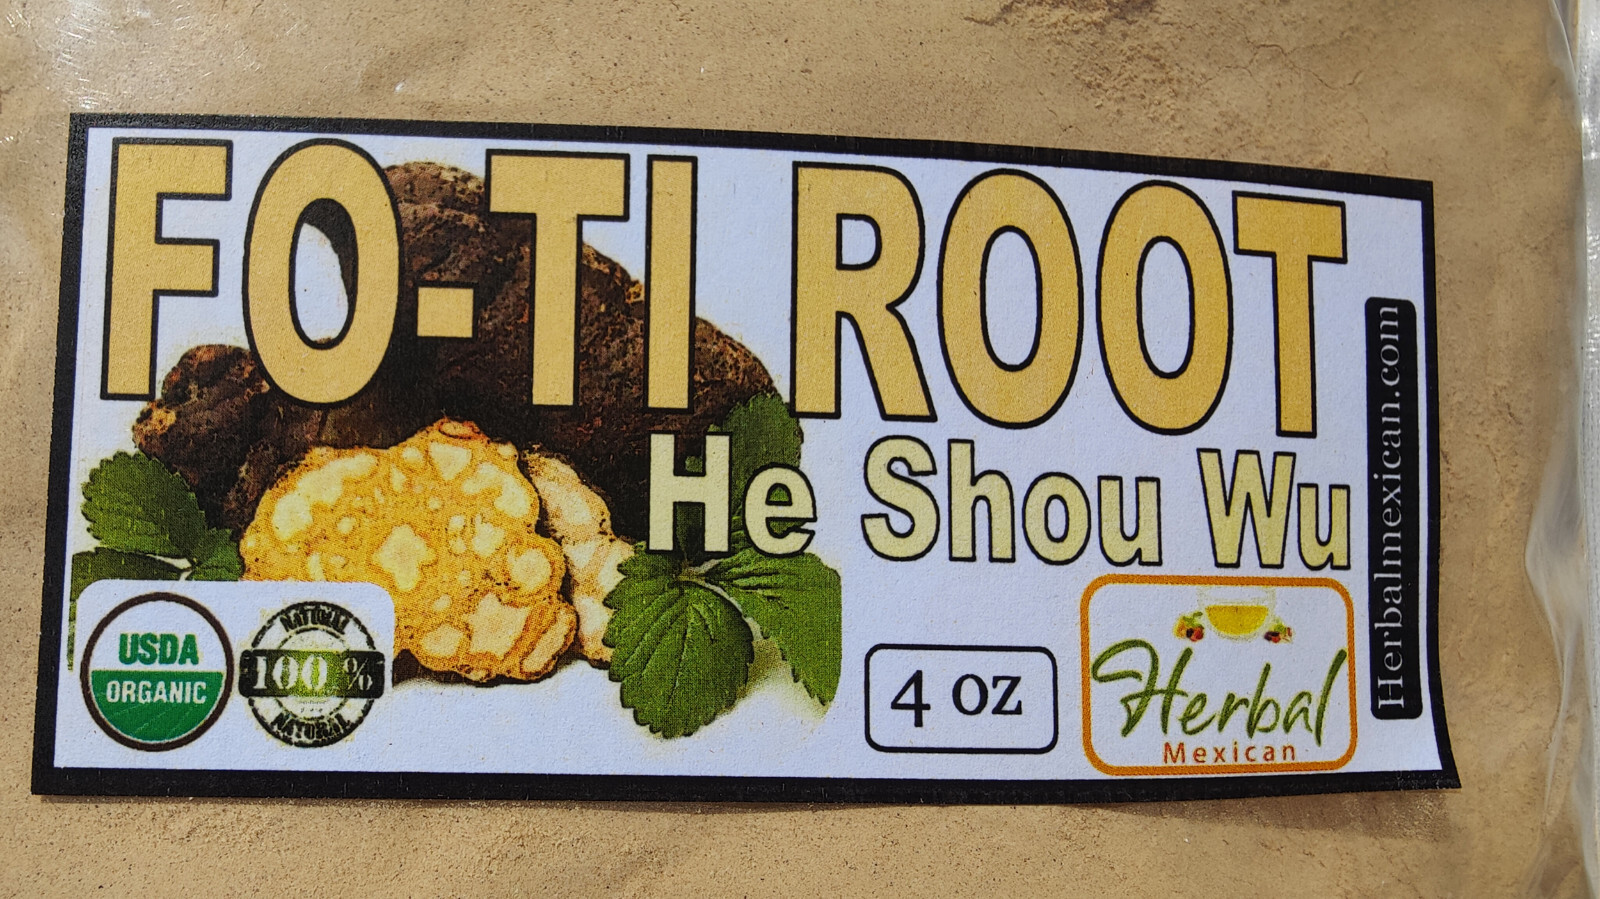 FO-TI ROOT
He Shou Wu
Herbalmexican.com
USDA
ORGANIC
NATURAL
100 %
NATURAL
4 OZ
Herbal
Mexican